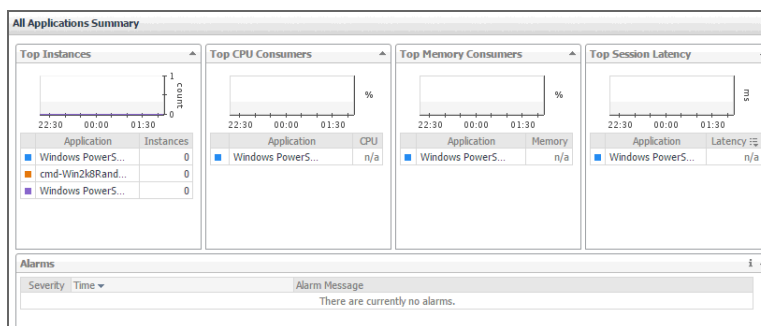 All Applications Summary
Top Instances
1
count
0
22:30 00:00 01:30
Application Instances
Windows PowerS... 0
cmd-Win2k8Rand... 0
Windows PowerS... 0
Top CPU Consumers
%
22:30 00:00 01:30
Application CPU
Windows PowerS... n/a
Top Memory Consumers
%
22:30 00:00 01:30
Application Memory
Windows PowerS... n/a
Top Session Latency
ms
22:30 00:00 01:30
Application Latency
Windows PowerS... n/a
Alarms
Severity Time Alarm Message
There are currently no alarms.